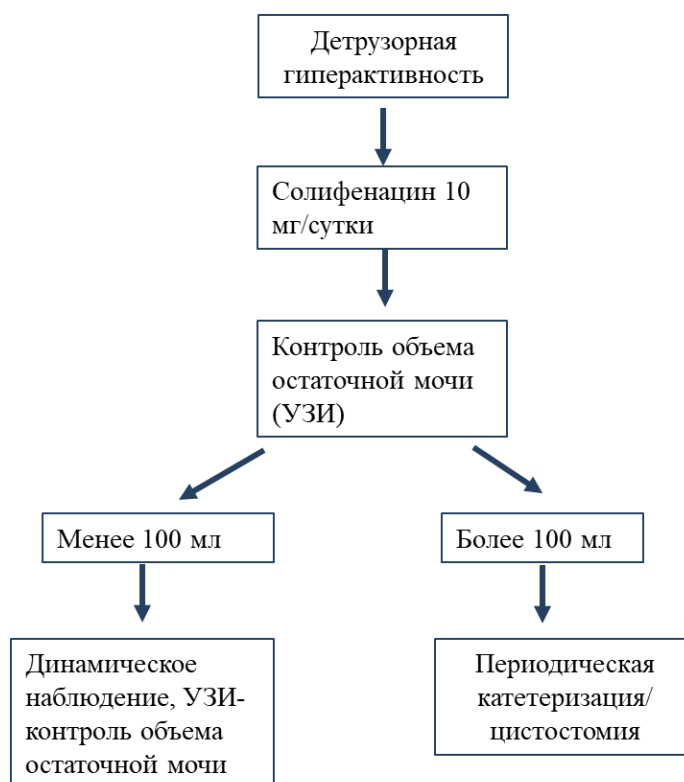 Детрузорная
гиперактивность
Солифенацин 10
мг/сутки
Контроль объема
остаточной мочи
(УЗИ)
Менее 100 мл
Более 100 мл
Динамическое
наблюдение, УЗИ-
контроль объема
остаточной мочи
Периодическая
катетеризация/
цистостомия